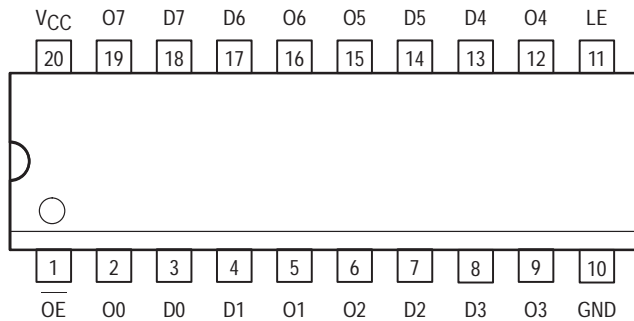 VCC O7 D7 D6 O6 O5 D5 D4 O4 LE
20 19 18 17 16 15 14 13 12 11
1 2 3 4 5 6 7 8 9 10
O̅E̅ O0 D0 D1 O1 O2 D2 D3 O3 GND